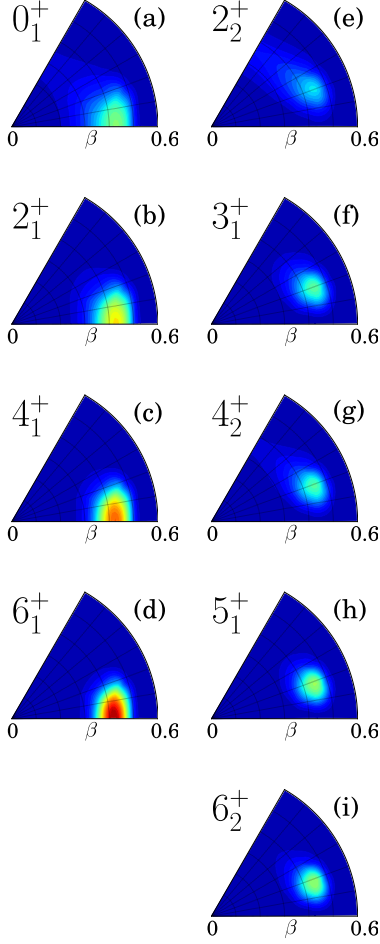 0₁⁺ (a) 2₂⁺ (e)
0 β 0.6 0 β 0.6
2₁⁺ (b) 3₁⁺ (f)
0 β 0.6 0 β 0.6
4₁⁺ (c) 4₂⁺ (g)
0 β 0.6 0 β 0.6
6₁⁺ (d) 5₁⁺ (h)
0 β 0.6 0 β 0.6
6₂⁺ (i)
0 β 0.6